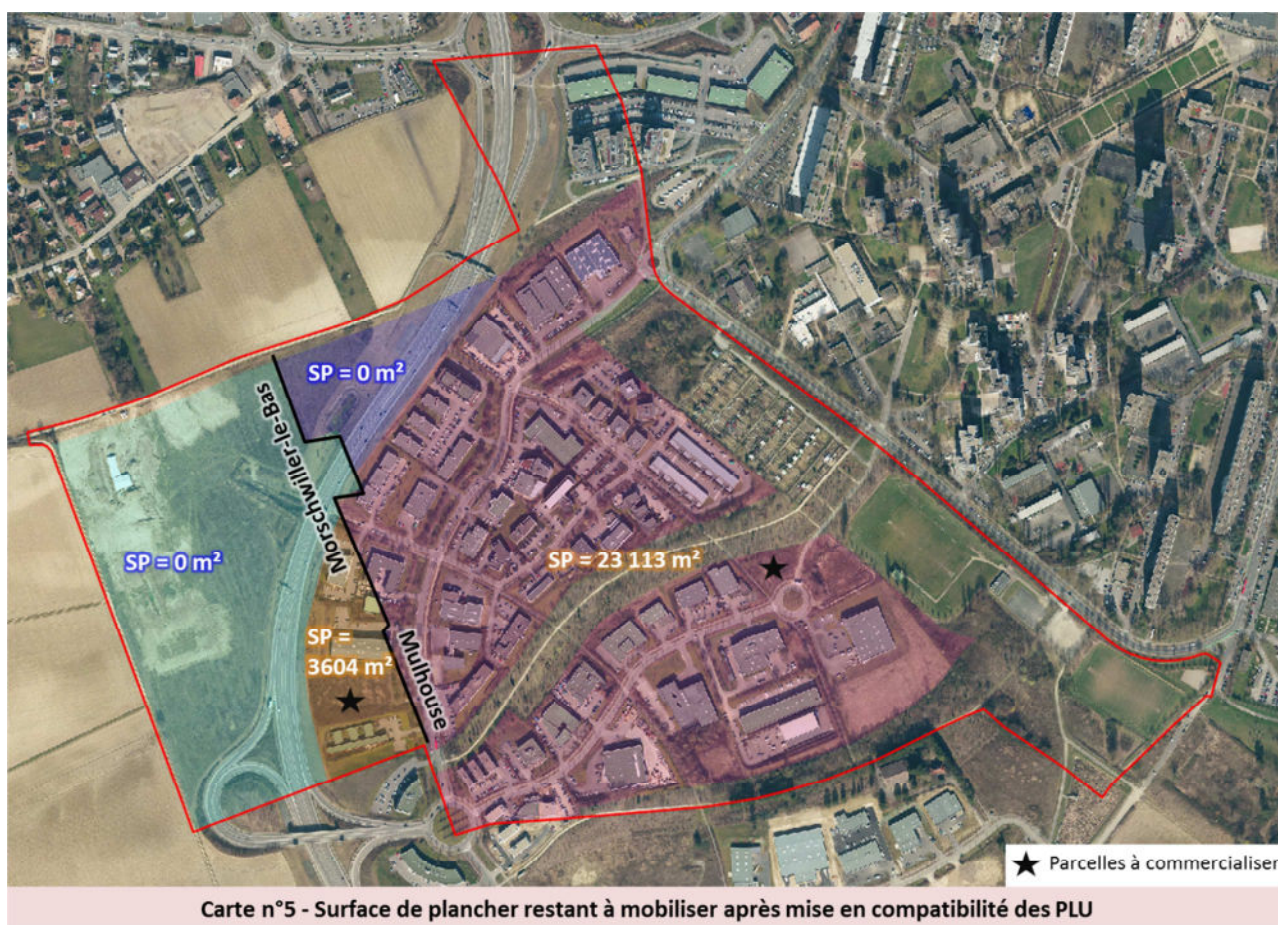 SP = 0 m²
Morschwiller-le-Bas
SP = 0 m²
SP = 23 113 m²
SP =
3604 m²
Mulhouse
★ Parcelles à commercialiser
Carte n°5 - Surface de plancher restant à mobiliser après mise en compatibilité des PLU